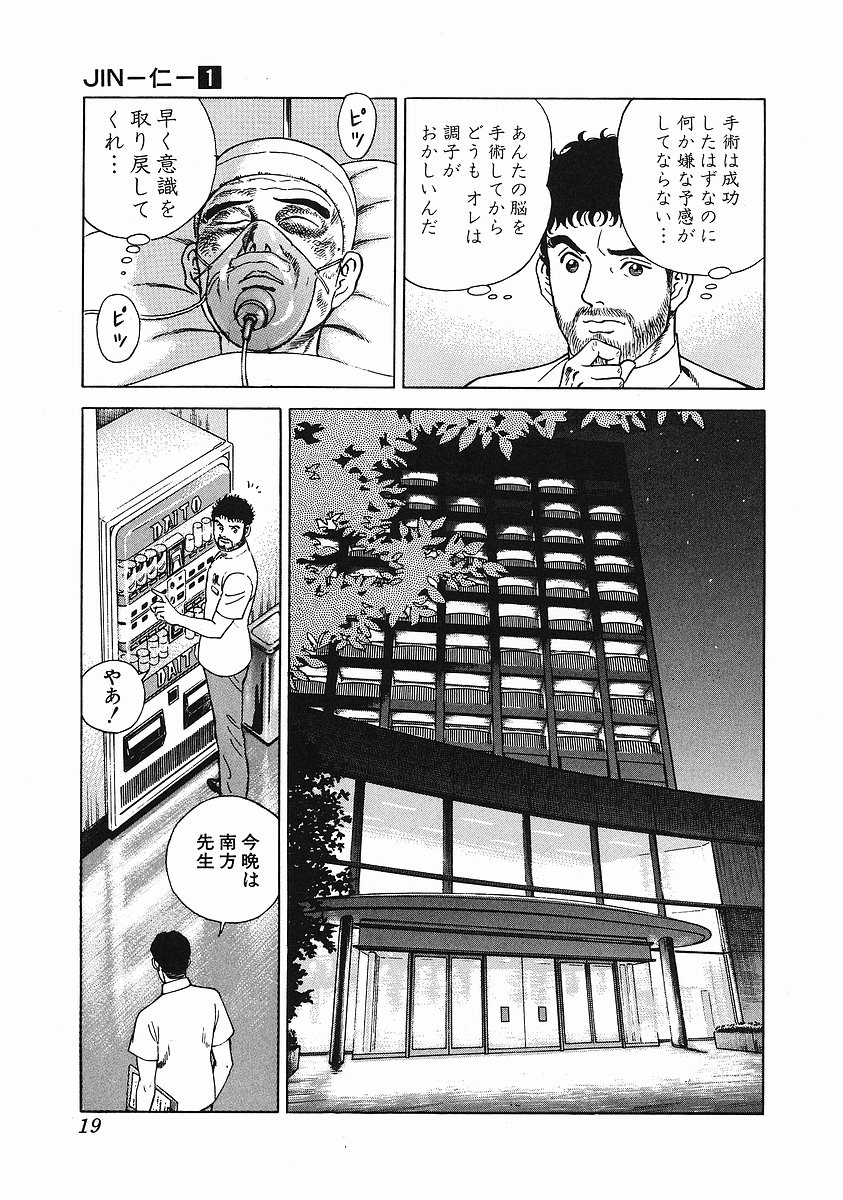 JIN－仁－1
手術は成功
したはずなのに
何か嫌な予感が
してならない…
あんたの脳を
手術してから
どうも オレは
調子が
おかしいんだ
ピッ
早く意識を
取り戻して
くれ…
ピッ
DAITO
DAITO
やあ!
今晩は
南方
先生
19